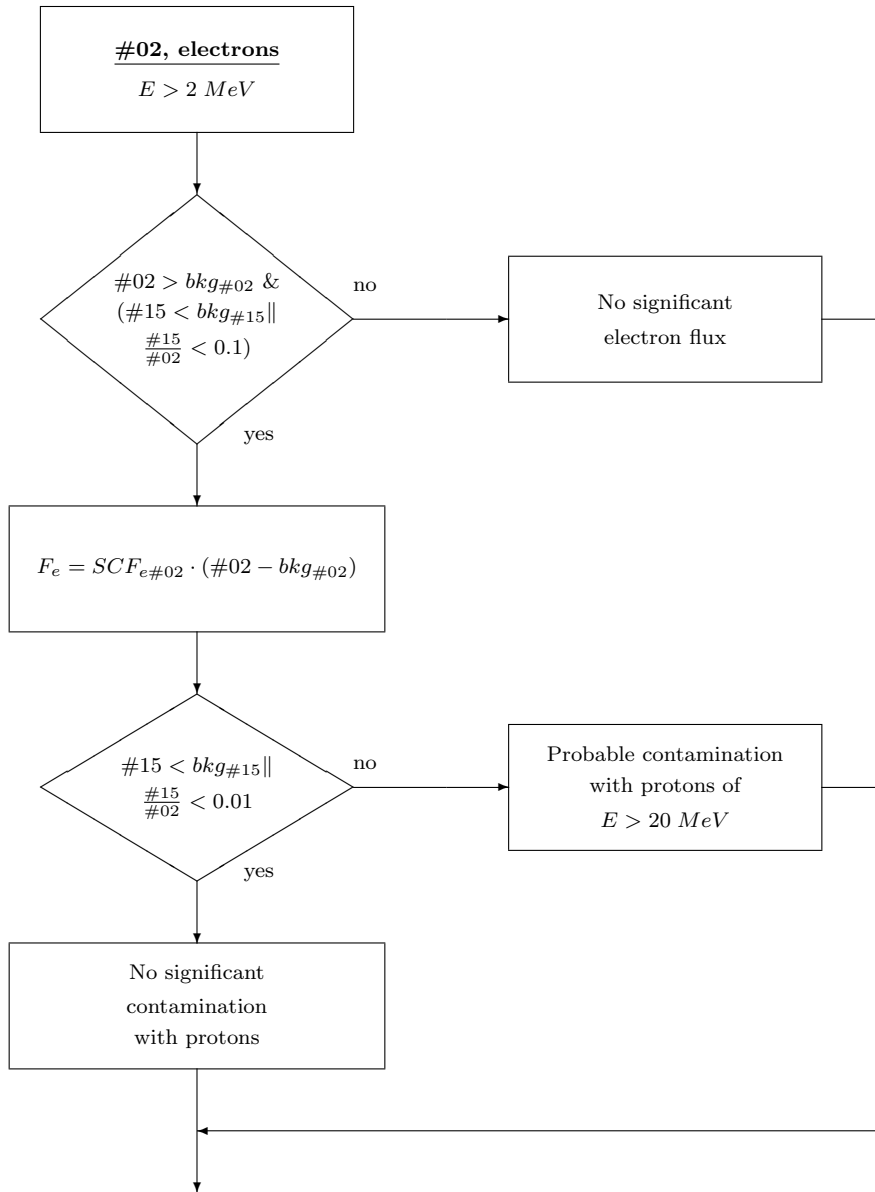 #02, electrons
E > 2 MeV
#02 > bkg#02 &
(#15 < bkg#15‖
#15/#02 < 0.1)
no
No significant
electron flux
yes
Fe = SCFe#02 · (#02 − bkg#02)
#15 < bkg#15‖
#15/#02 < 0.01
no
Probable contamination
with protons of
E > 20 MeV
yes
No significant
contamination
with protons